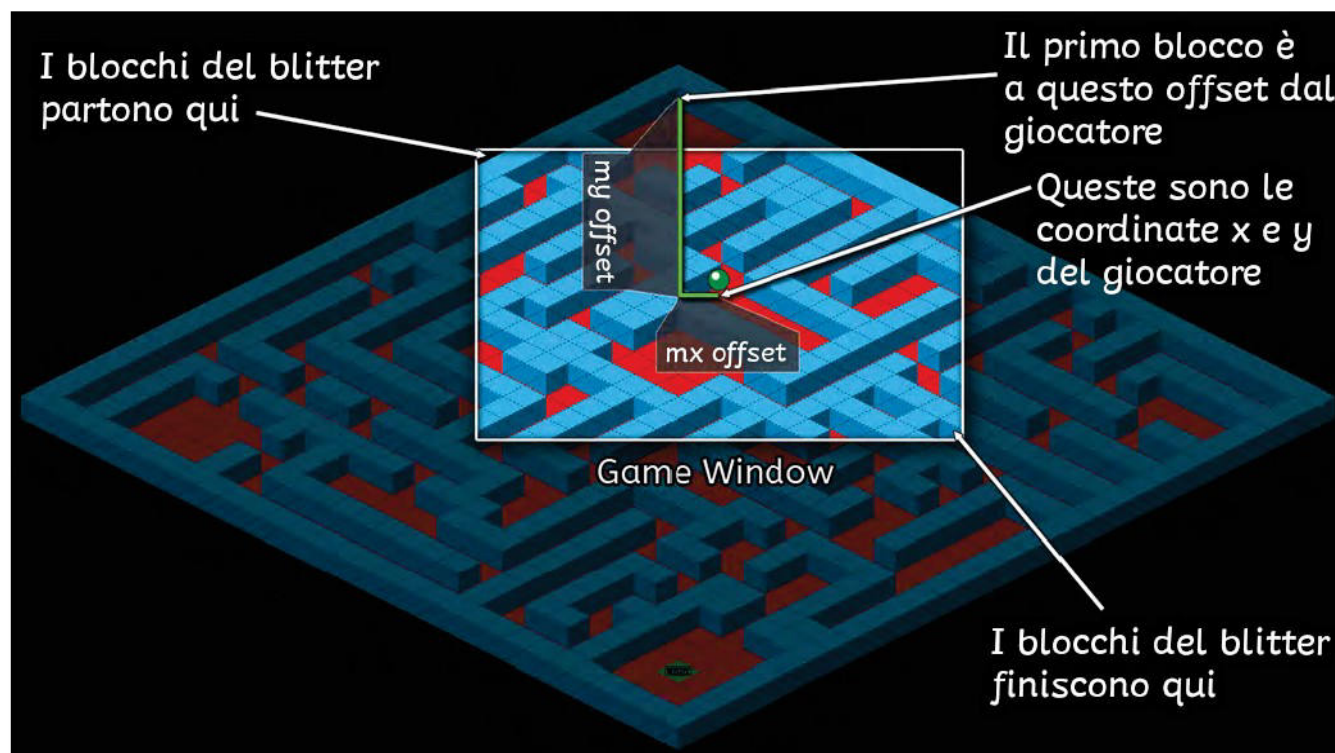 I blocchi del blitter
partono qui
Il primo blocco è
a questo offset dal
giocatore
Queste sono le
coordinate x e y
del giocatore
my offset
mx offset
Game Window
I blocchi del blitter
finiscono qui